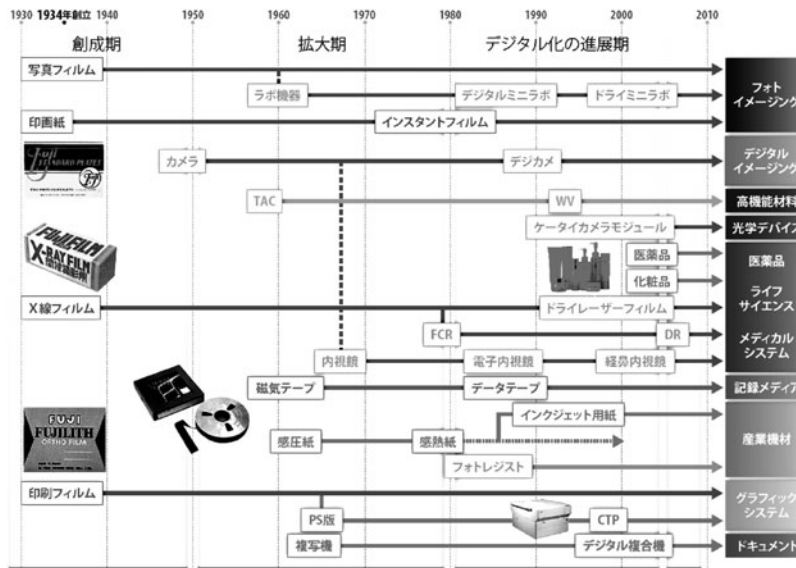 1930 1934年創立 1940 1950 1960 1970 1980 1990 2000 2010
創成期 拡大期 デジタル化の進展期
写真フィルム
ラボ機器 デジタルミニラボ ドライミニラボ
フォト
イメージング
印画紙 インスタントフィルム
Fuji
STANDARD PLATES
カメラ デジカメ
デジタル
イメージング
TAC WV 高機能材料
ケータイカメラモジュール 光学デバイス
FUJIFILM
X-RAY FILM
医薬品
化粧品
医薬品
ライフ
サイエンス
メディカル
システム
X線フィルム ドライレーザーフィルム
FCR DR
内視鏡 電子内視鏡 経鼻内視鏡
磁気テープ データテープ 記録メディア
FUJI
FUJILITH
ORTHO FILM
インクジェット用紙
感圧紙 感熱紙
産業機材
フォトレジスト
印刷フィルム
グラフィック
システム
PS版 CTP
複写機 デジタル複合機 ドキュメント